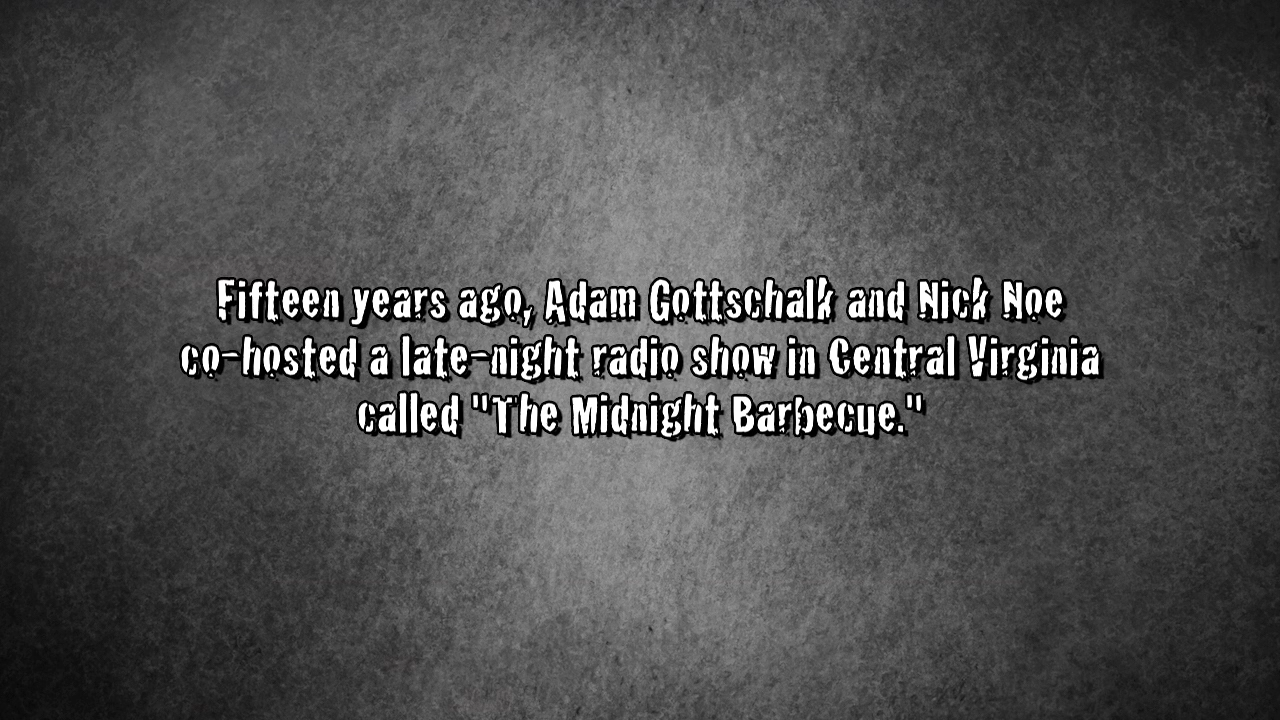 Fifteen years ago, Adam Gottschalk and Nick Noe
co-hosted a late-night radio show in Central Virginia
called "The Midnight Barbecue."